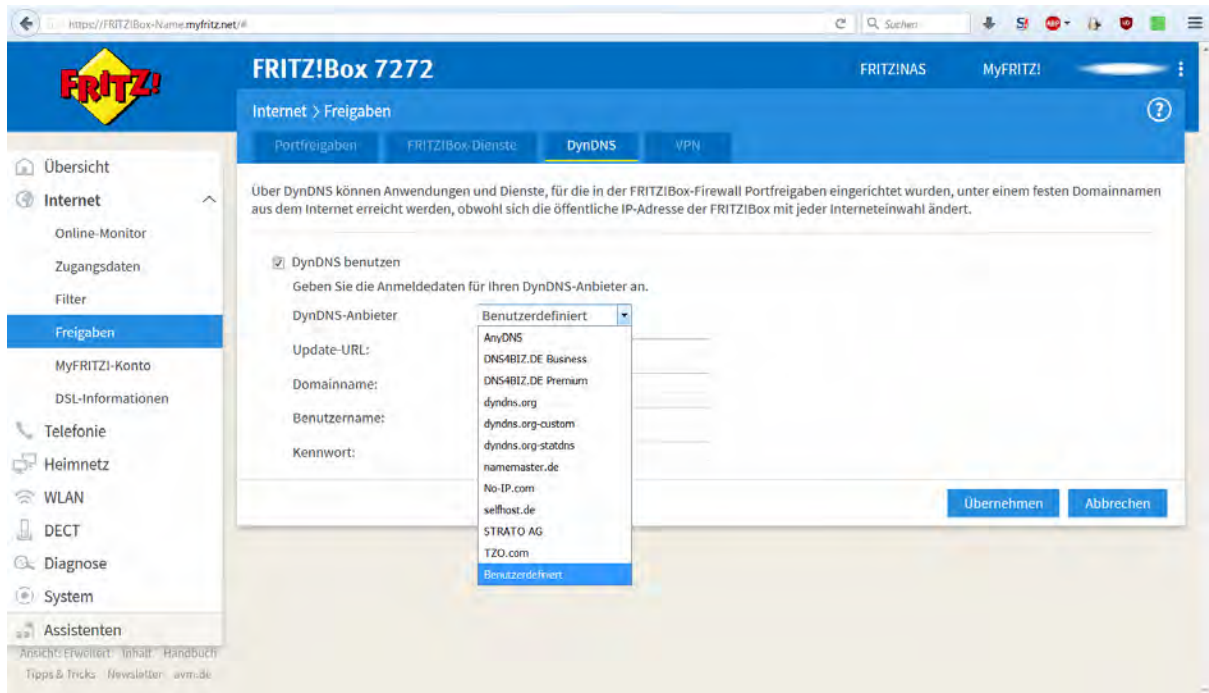 https://FRITZ!Box-Name.myfritz.net/#
Suchen
FRITZ!
FRITZ!Box 7272
FRITZ!NAS
MyFRITZ!
Internet > Freigaben
Portfreigaben
FRITZ!Box-Dienste
DynDNS
VPN
Übersicht
Internet
Online-Monitor
Zugangsdaten
Filter
Freigaben
MyFRITZ!-Konto
DSL-Informationen
Telefonie
Heimnetz
WLAN
DECT
Diagnose
System
Assistenten
Ansicht: Erweitert Inhalt Handbuch
Tipps & Tricks Newsletter avm.de
Über DynDNS können Anwendungen und Dienste, für die in der FRITZ!Box-Firewall Portfreigaben eingerichtet wurden, unter einem festen Domainnamen
aus dem Internet erreicht werden, obwohl sich die öffentliche IP-Adresse der FRITZ!Box mit jeder Interneteinwahl ändert.
DynDNS benutzen
Geben Sie die Anmeldedaten für Ihren DynDNS-Anbieter an.
DynDNS-Anbieter
Benutzerdefiniert
Update-URL:
Domainname:
Benutzername:
Kennwort:
AnyDNS
DNS4BIZ.DE Business
DNS4BIZ.DE Premium
dyndns.org
dyndns.org-custom
dyndns.org-statdns
namemaster.de
No-IP.com
selfhost.de
STRATO AG
TZO.com
Benutzerdefiniert
Übernehmen
Abbrechen